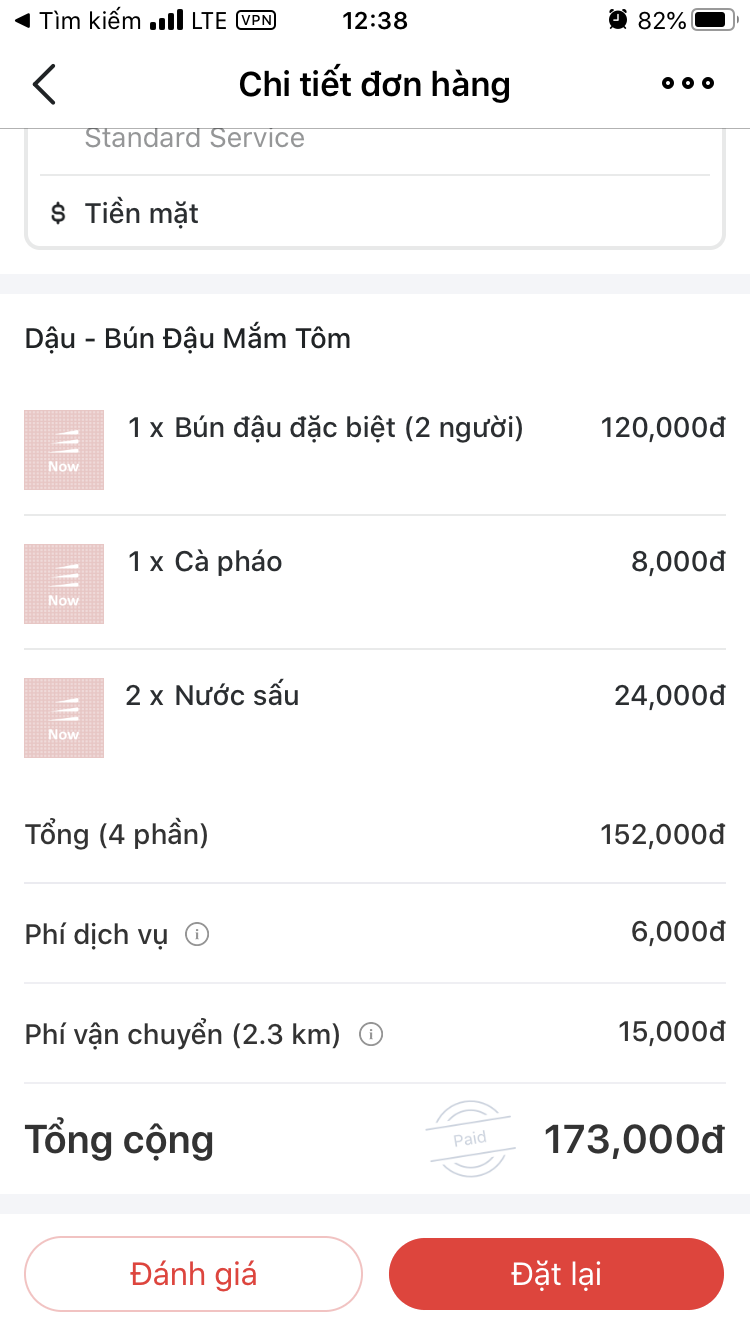 Tìm kiếm LTE VPN 12:38 82%
Chi tiết đơn hàng
Standard Service
$ Tiền mặt
Dậu - Bún Đậu Mắm Tôm
1 x Bún đậu đặc biệt (2 người) 120,000đ
Now
1 x Cà pháo 8,000đ
Now
2 x Nước sấu 24,000đ
Now
Tổng (4 phần) 152,000đ
Phí dịch vụ 6,000đ
Phí vận chuyển (2.3 km) 15,000đ
Tổng cộng Paid 173,000đ
Đánh giá Đặt lại